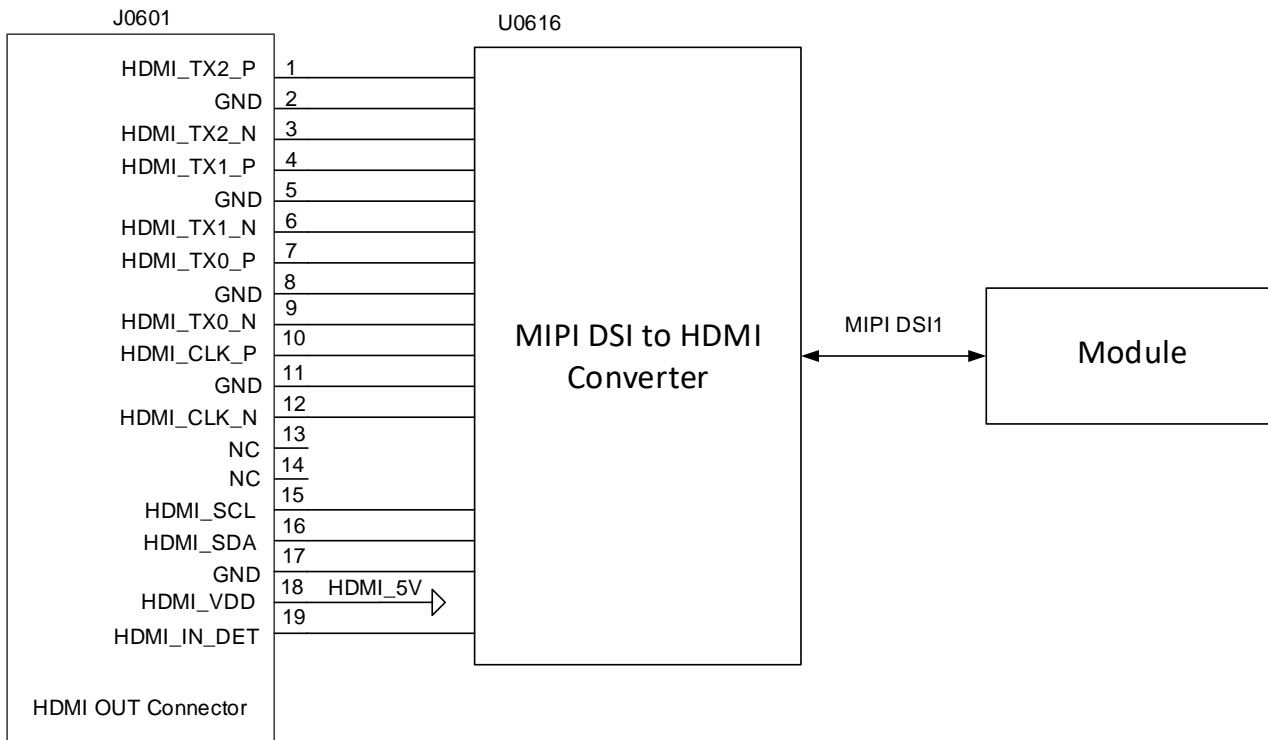 J0601
U0616
HDMI_TX2_P 1
GND 2
HDMI_TX2_N 3
HDMI_TX1_P 4
GND 5
HDMI_TX1_N 6
HDMI_TX0_P 7
GND 8
HDMI_TX0_N 9
HDMI_CLK_P 10
GND 11
HDMI_CLK_N 12
NC 13
NC 14
HDMI_SCL 15
HDMI_SDA 16
GND 17
HDMI_VDD 18 HDMI_5V
HDMI_IN_DET 19
HDMI OUT Connector
MIPI DSI to HDMI
Converter
MIPI DSI1
Module